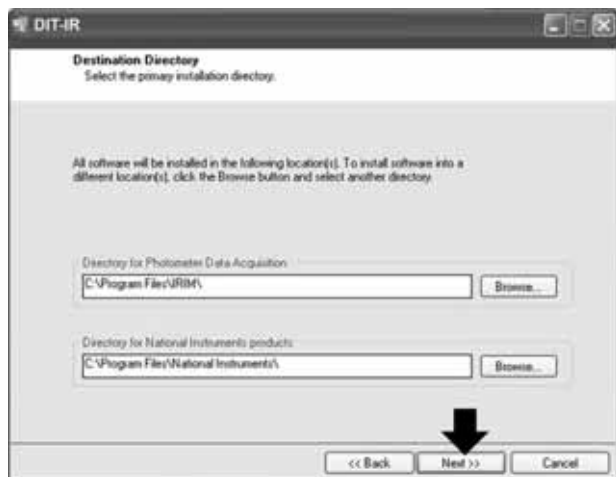 DIT-IR
Destination Directory
Select the primary installation directory.
All software will be installed in the following location(s). To install software into a
different location(s), click the Browse button and select another directory.
Directory for Photometer Data Acquisition
C:\Program Files\IRIM\
Browse...
Directory for National Instruments products
C:\Program Files\National Instruments\
Browse...
<< Back
Next >>
Cancel